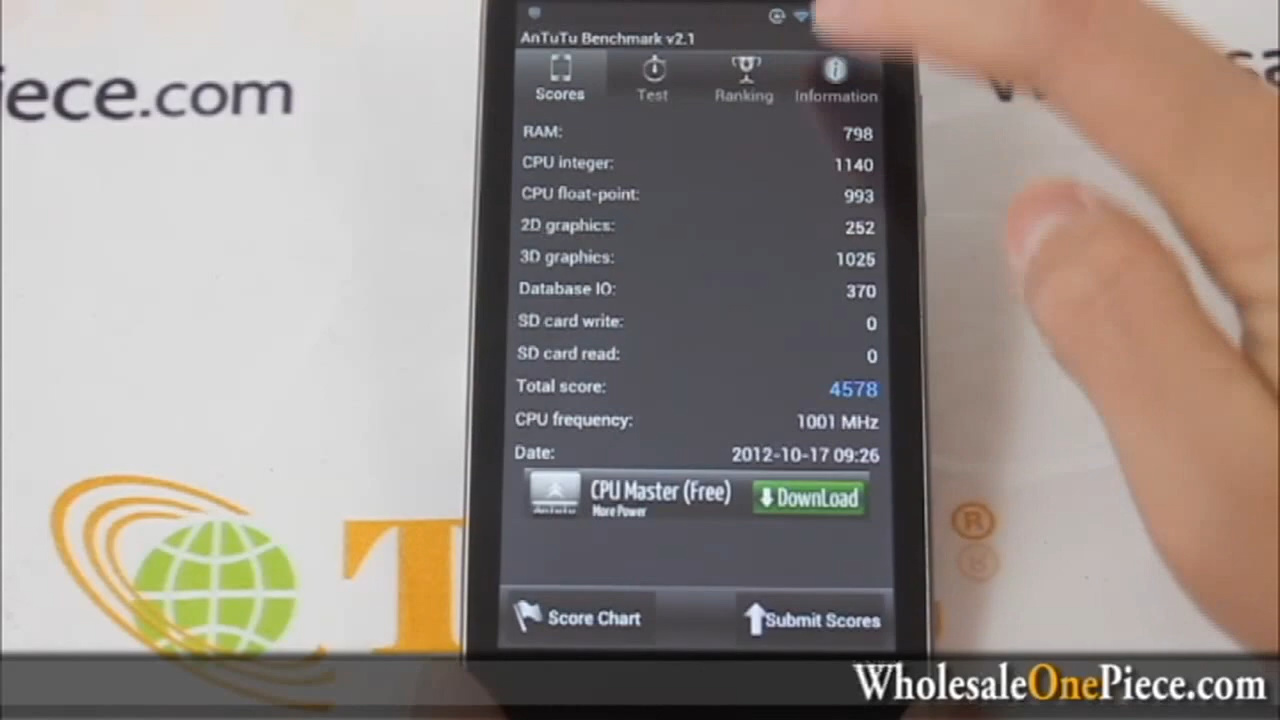 AnTuTu Benchmark v2.1
iece.com
Scores Test Ranking Information
RAM: 798
CPU integer: 1140
CPU float-point: 993
2D graphics: 252
3D graphics: 1025
Database IO: 370
SD card write: 0
SD card read: 0
Total score: 4578
CPU frequency: 1001 MHz
Date: 2012-10-17 09:26
CPU Master (Free) DownLoad
AnTuTu More Power
®
®
T
Score Chart Submit Scores
WholesaleOnePiece.com